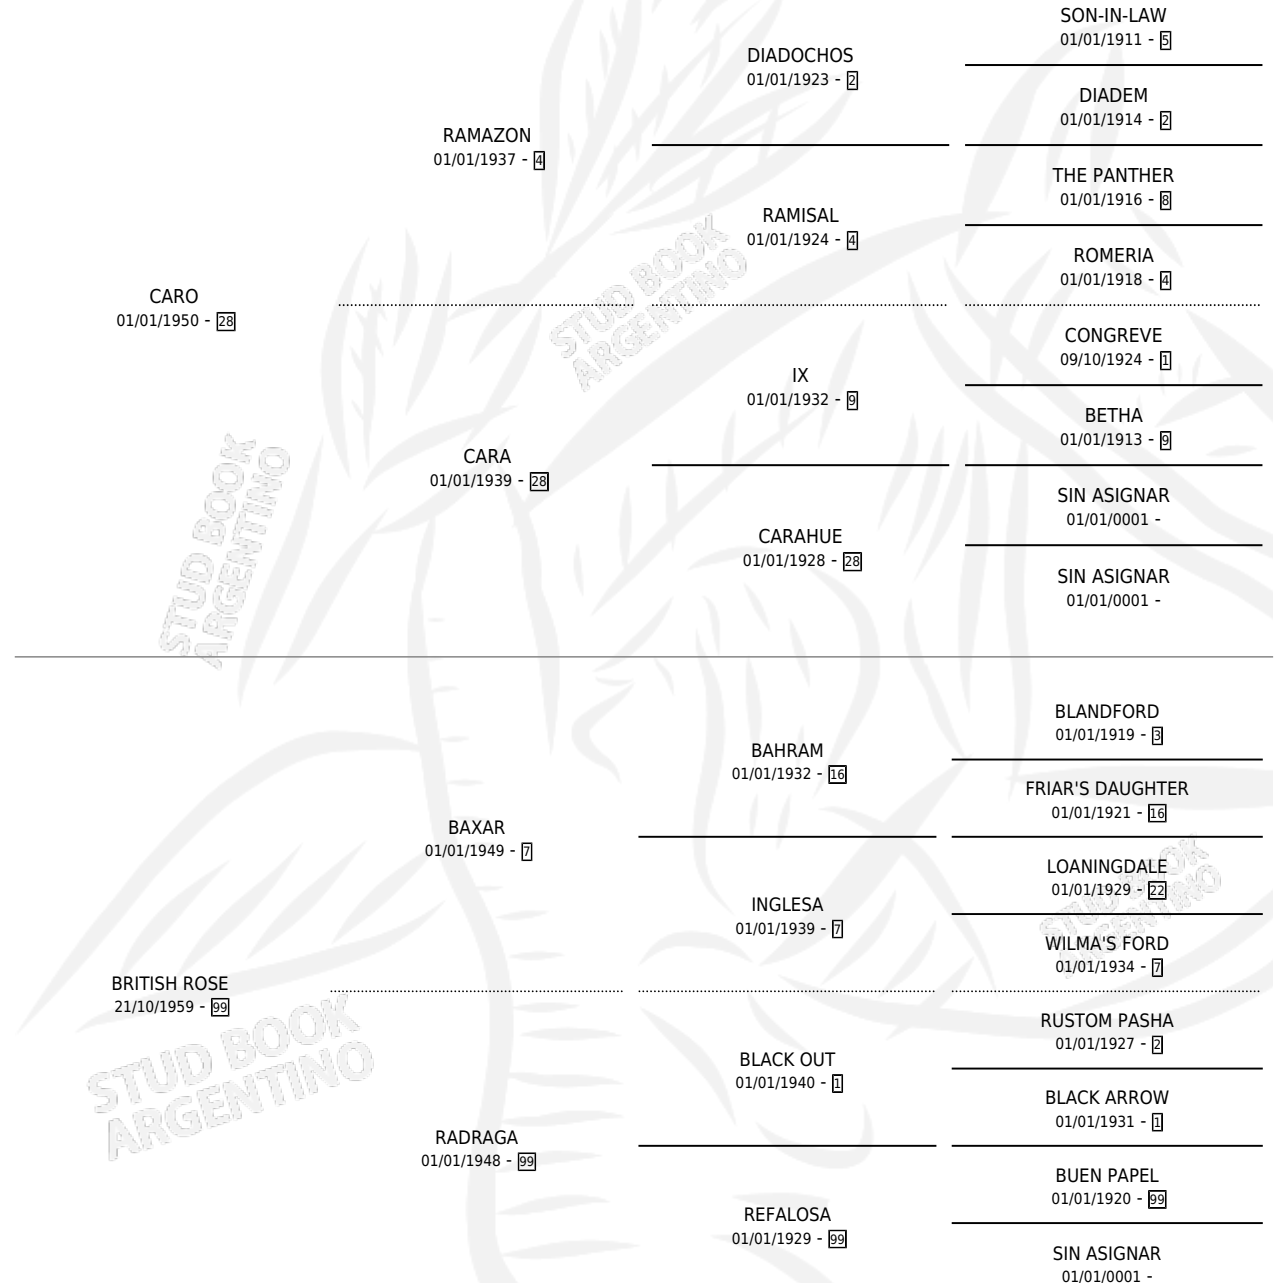 SON-IN-LAW
01/01/1911 - 5
DIADOCHOS
01/01/1923 - 2
DIADEM
01/01/1914 - 2
RAMAZON
01/01/1937 - 4
THE PANTHER
01/01/1916 - 8
RAMISAL
01/01/1924 - 4
ROMERIA
01/01/1918 - 4
CARO
01/01/1950 - 28
CONGREVE
09/10/1924 - 1
IX
01/01/1932 - 9
BETHA
01/01/1913 - 9
CARA
01/01/1939 - 28
SIN ASIGNAR
01/01/0001 -
CARAHUE
01/01/1928 - 28
SIN ASIGNAR
01/01/0001 -
BLANDFORD
01/01/1919 - 3
BAHRAM
01/01/1932 - 16
FRIAR'S DAUGHTER
01/01/1921 - 16
BAXAR
01/01/1949 - 7
LOANINGDALE
01/01/1929 - 22
INGLESA
01/01/1939 - 7
WILMA'S FORD
01/01/1934 - 7
BRITISH ROSE
21/10/1959 - 99
RUSTOM PASHA
01/01/1927 - 2
BLACK OUT
01/01/1940 - 1
BLACK ARROW
01/01/1931 - 1
RADRAGA
01/01/1948 - 99
BUEN PAPEL
01/01/1920 - 99
REFALOSA
01/01/1929 - 99
SIN ASIGNAR
01/01/0001 -
STUD BOOK
ARGENTINO
STUD BOOK
ARGENTINO
STUD BOOK
ARGENTINO
STUD BOOK
ARGENTINO